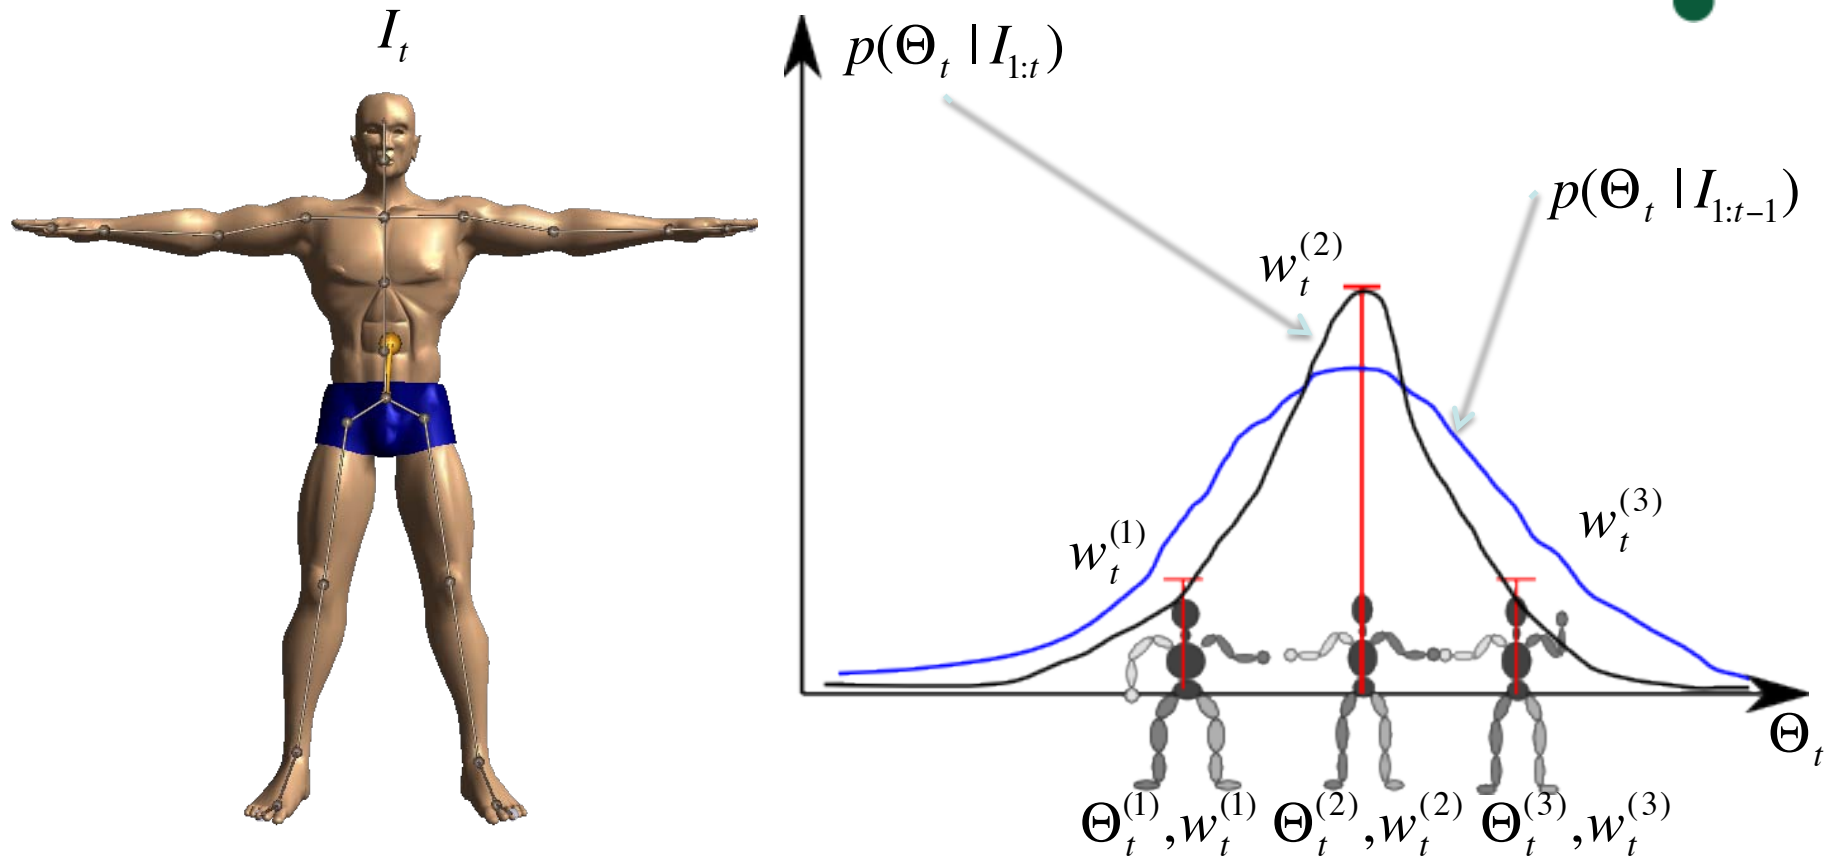 I_t
p(Θ_t | I_{1:t})
p(Θ_t | I_{1:t−1})
w_t^{(2)}
w_t^{(3)}
w_t^{(1)}
Θ_t
Θ_t^{(1)}, w_t^{(1)} Θ_t^{(2)}, w_t^{(2)} Θ_t^{(3)}, w_t^{(3)}